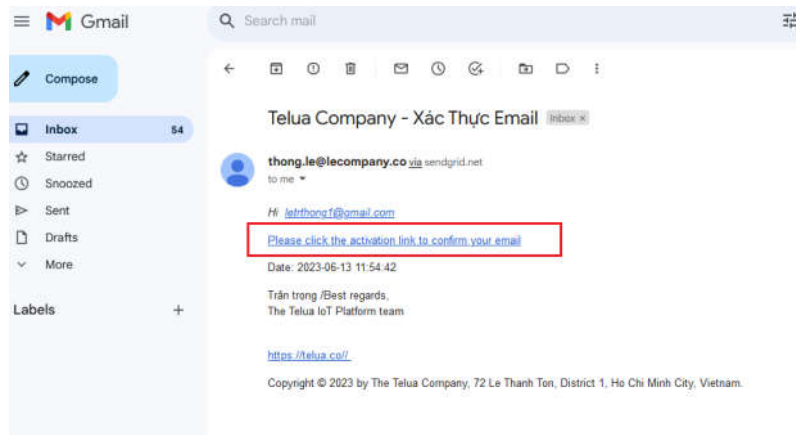 Gmail
Search mail
Compose
Inbox 54
Starred
Snoozed
Sent
Drafts
More
Labels
Telua Company - Xác Thực Email Inbox ×
thong.le@lecompany.co via sendgrid.net
to me
Hi letrthong1@gmail.com
Please click the activation link to confirm your email
Date: 2023-06-13 11:54:42
Trân trọng /Best regards,
The Telua IoT Platform team
https://telua.co//
Copyright © 2023 by The Telua Company, 72 Le Thanh Ton, District 1, Ho Chi Minh City, Vietnam.